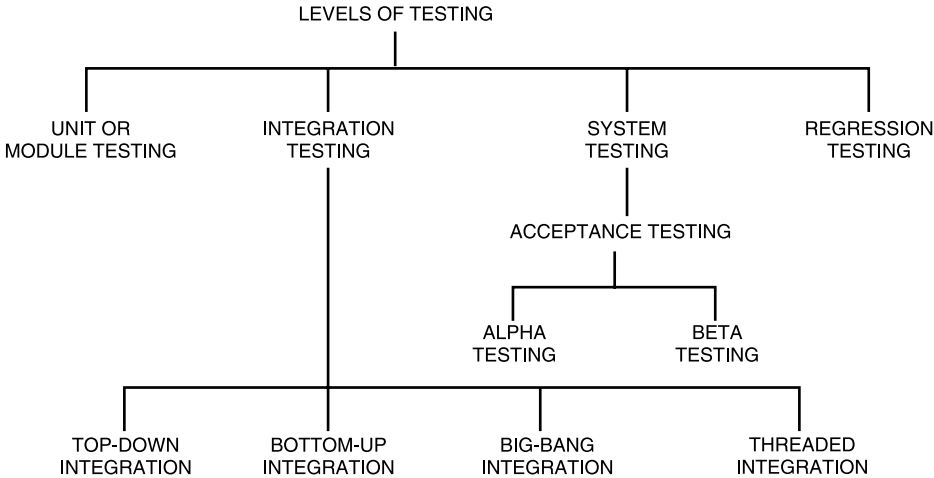 LEVELS OF TESTING
UNIT OR
MODULE TESTING
INTEGRATION
TESTING
SYSTEM
TESTING
REGRESSION
TESTING
ACCEPTANCE TESTING
ALPHA
TESTING
BETA
TESTING
TOP-DOWN
INTEGRATION
BOTTOM-UP
INTEGRATION
BIG-BANG
INTEGRATION
THREADED
INTEGRATION